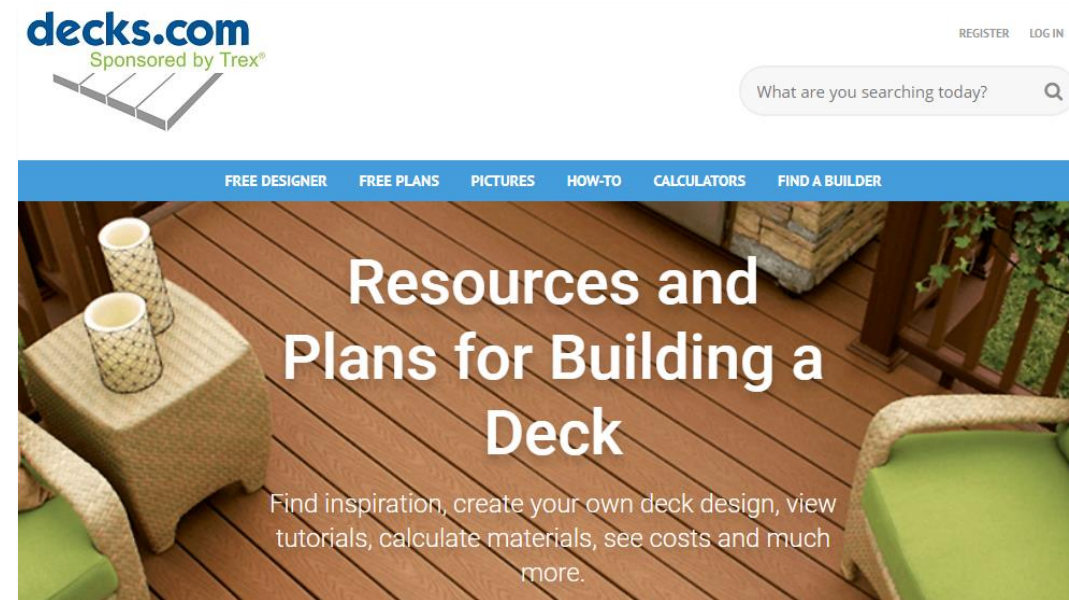 decks.com
Sponsored by Trex®
REGISTER LOG IN
What are you searching today?
FREE DESIGNER FREE PLANS PICTURES HOW-TO CALCULATORS FIND A BUILDER
Resources and
Plans for Building a
Deck
Find inspiration, create your own deck design, view
tutorials, calculate materials, see costs and much
more.